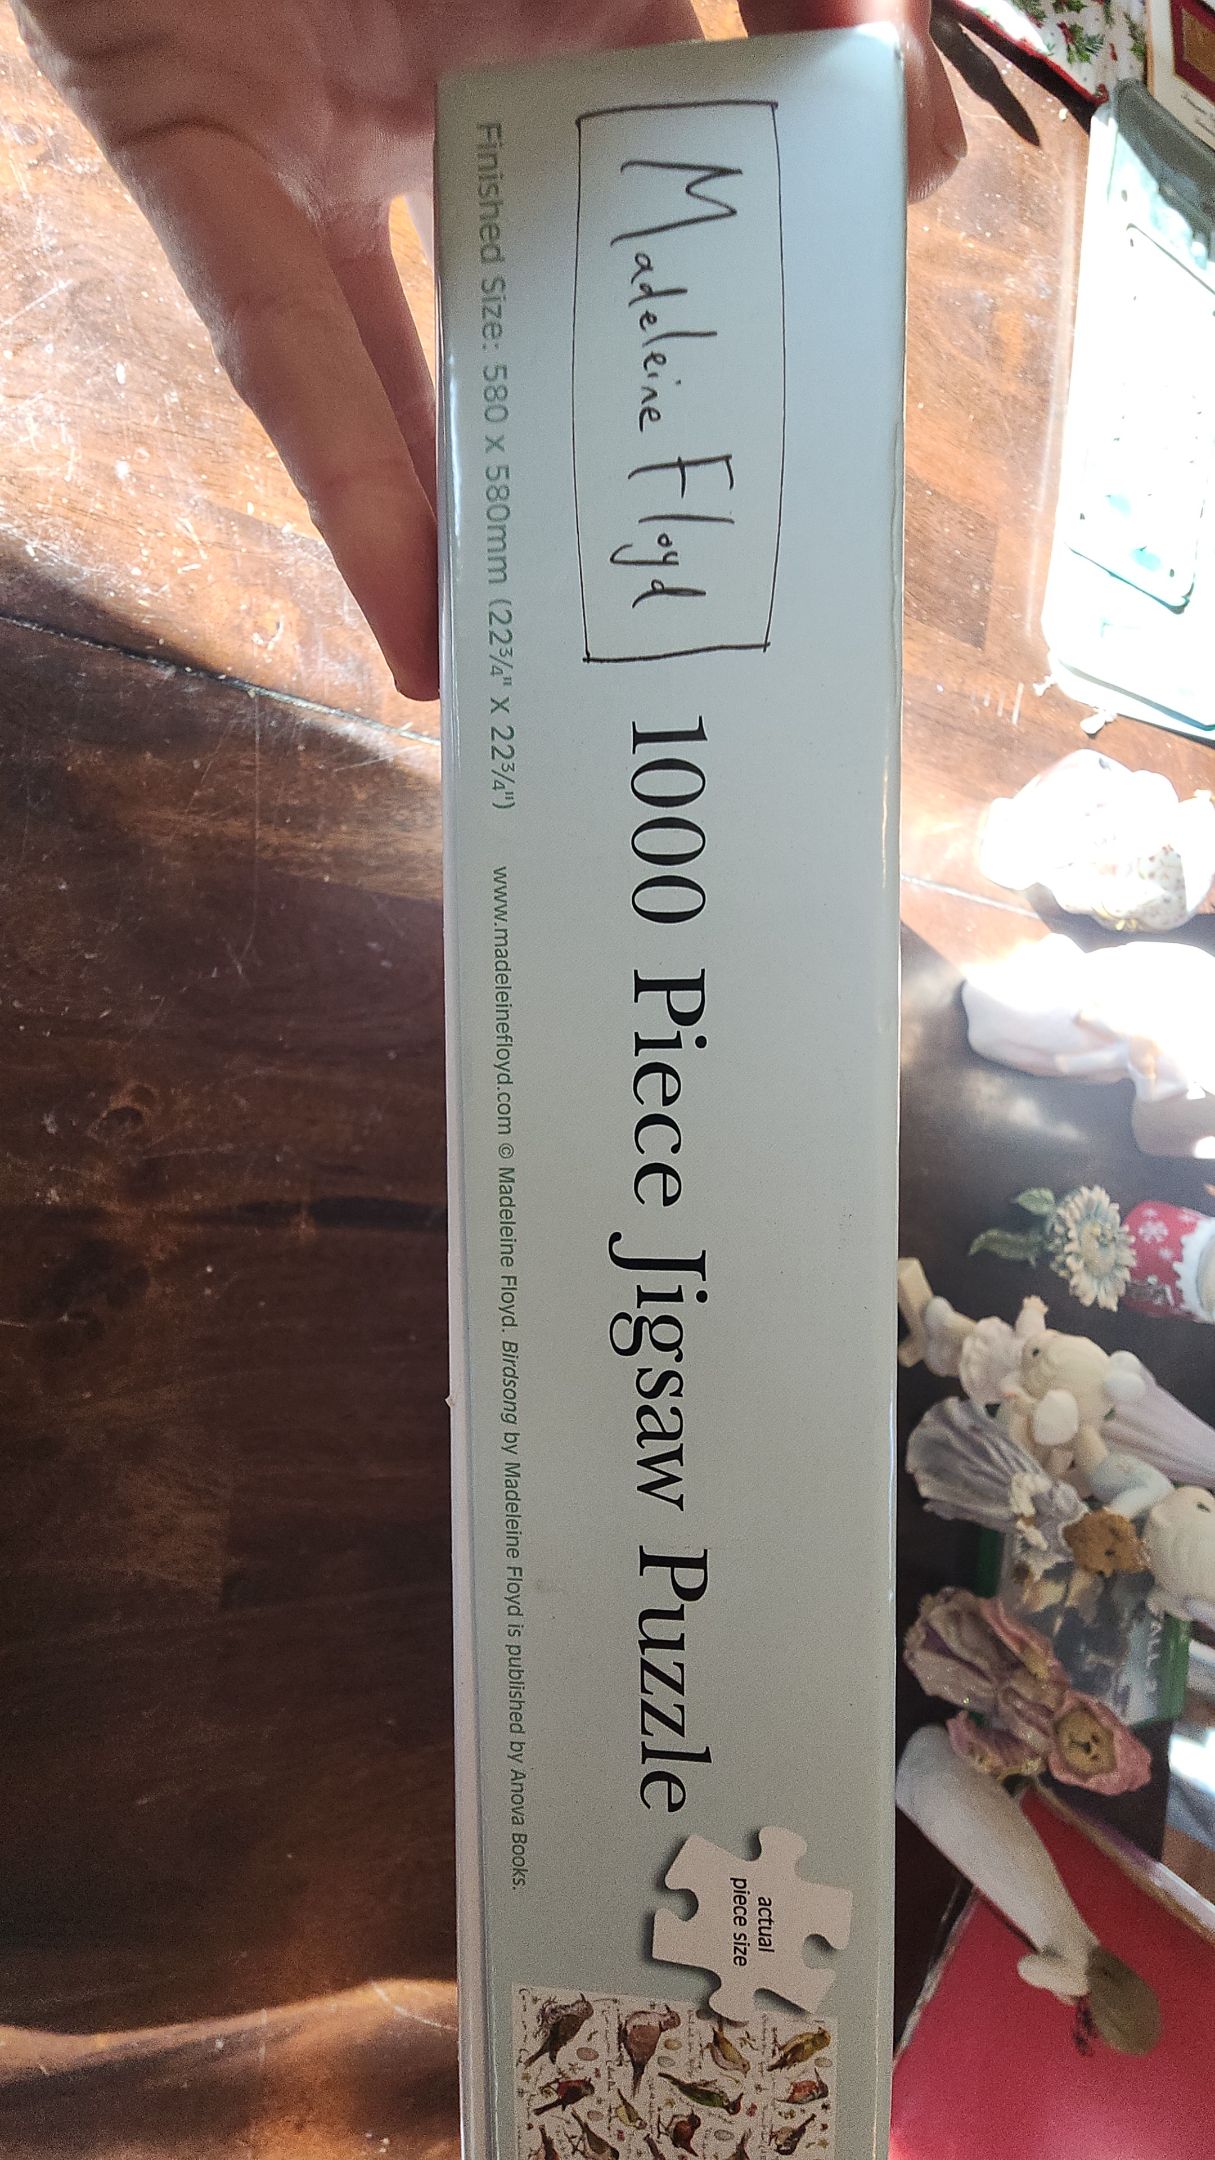 Madeleine Floyd
1000 Piece Jigsaw Puzzle
actual
piece size
Finished Size: 580 x 580mm (22¾" x 22¾")
www.madeleinefloyd.com © Madeleine Floyd. Birdsong by Madeleine Floyd is published by Anova Books.